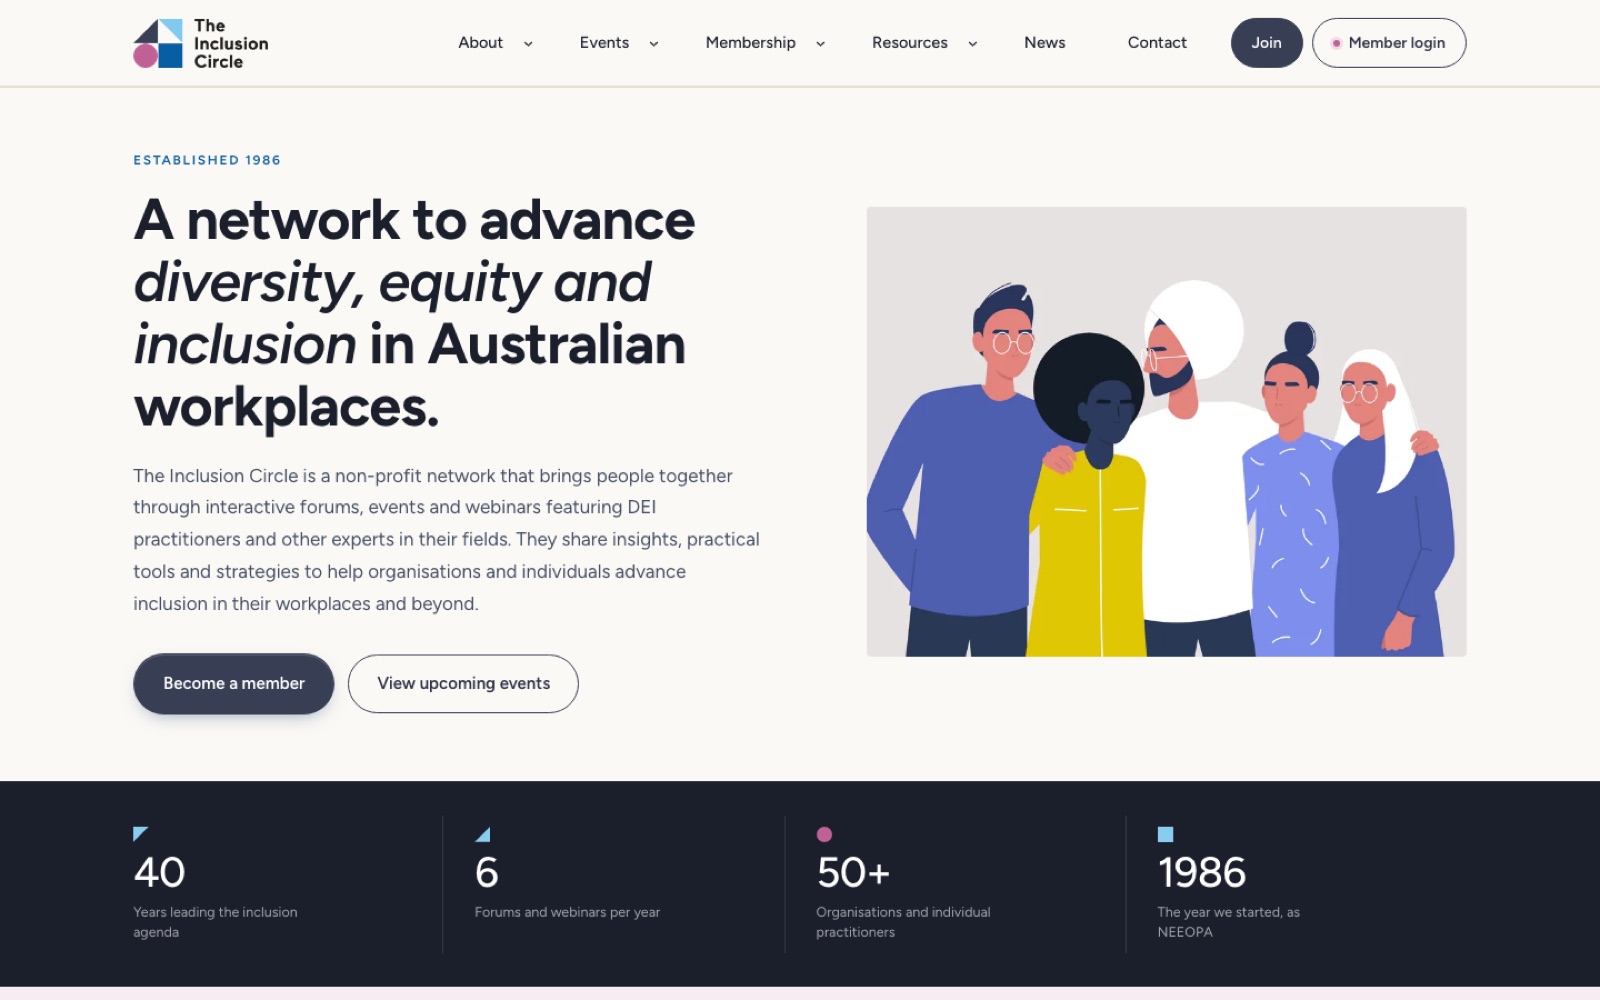 The
Inclusion
Circle
About
Events
Membership
Resources
News
Contact
Join
Member login
ESTABLISHED 1986
A network to advance
diversity, equity and
inclusion in Australian
workplaces.
The Inclusion Circle is a non-profit network that brings people together
through interactive forums, events and webinars featuring DEI
practitioners and other experts in their fields. They share insights, practical
tools and strategies to help organisations and individuals advance
inclusion in their workplaces and beyond.
Become a member
View upcoming events
40
Years leading the inclusion
agenda
6
Forums and webinars per year
50+
Organisations and individual
practitioners
1986
The year we started, as
NEEOPA